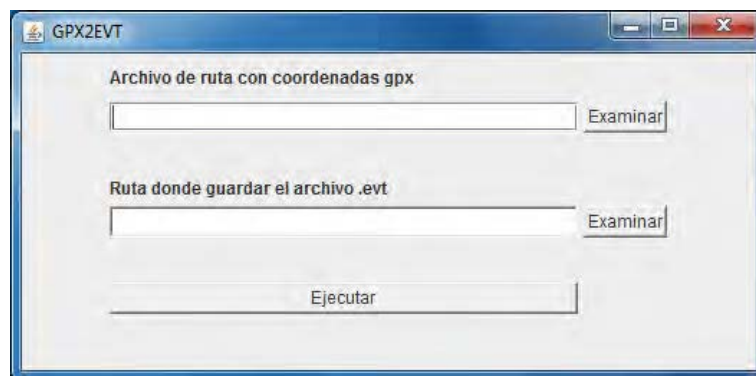 GPX2EVT
Archivo de ruta con coordenadas gpx
Examinar
Ruta donde guardar el archivo .evt
Examinar
Ejecutar